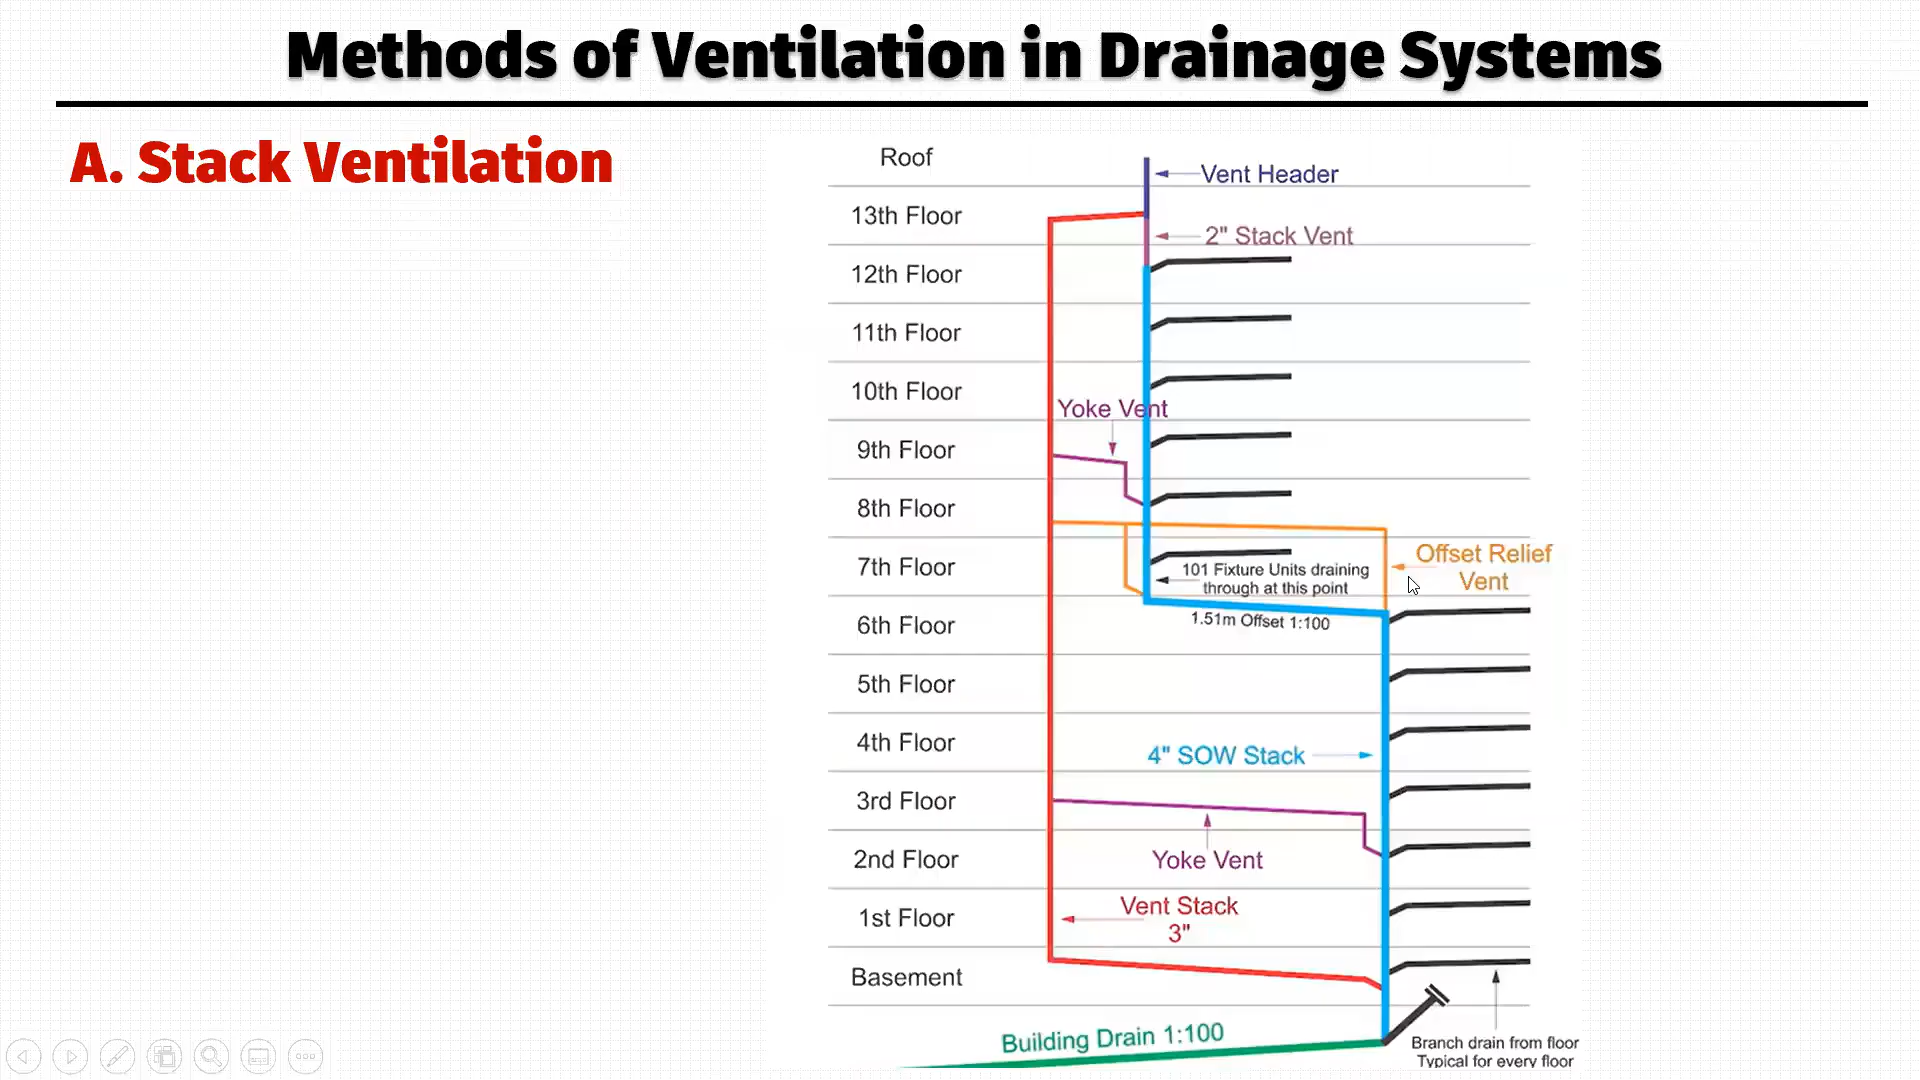 Methods of Ventilation in Drainage Systems
A. Stack Ventilation
Roof
Vent Header
13th Floor
2" Stack Vent
12th Floor
11th Floor
10th Floor
Yoke Vent
9th Floor
8th Floor
7th Floor
101 Fixture Units draining
through at this point
Offset Relief
Vent
6th Floor
1.51m Offset 1:100
5th Floor
4th Floor
4" SOW Stack
3rd Floor
2nd Floor
Yoke Vent
1st Floor
Vent Stack
3"
Basement
Building Drain 1:100
Branch drain from floor
Typical for every floor